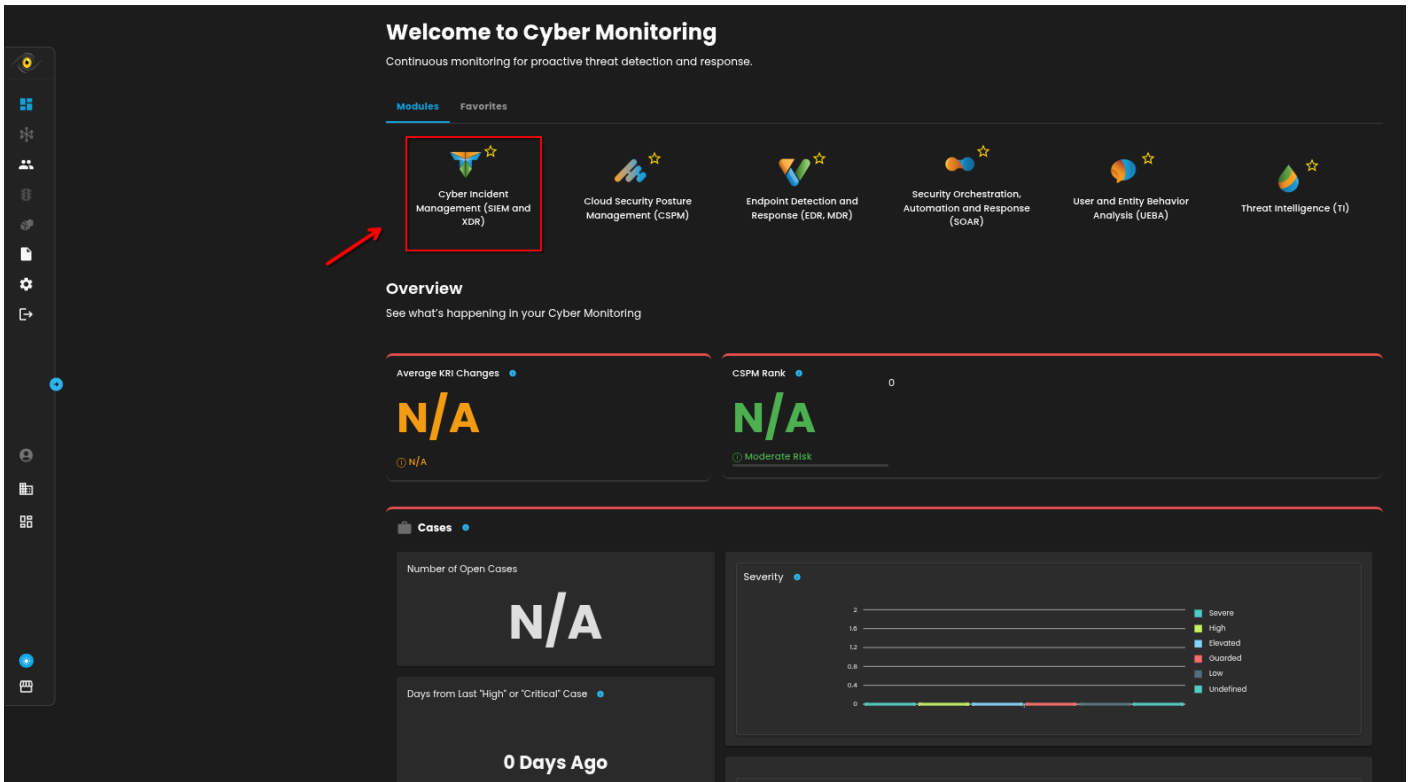 Welcome to Cyber Monitoring
Continuous monitoring for proactive threat detection and response.
Modules
Favorites
Cyber Incident
Management (SIEM and
XDR)
Cloud Security Posture
Management (CSPM)
Endpoint Detection and
Response (EDR, MDR)
Security Orchestration,
Automation and Response
(SOAR)
User and Entity Behavior
Analysis (UEBA)
Threat Intelligence (TI)
Overview
See what's happening in your Cyber Monitoring
Average KRI Changes
N/A
N/A
CSPM Rank
0
N/A
Moderate Risk
Cases
Number of Open Cases
N/A
Days from Last "High" or "Critical" Case
0 Days Ago
Severity
2
1.6
1.2
0.8
0.4
0
Severe
High
Elevated
Guarded
Low
Undefined